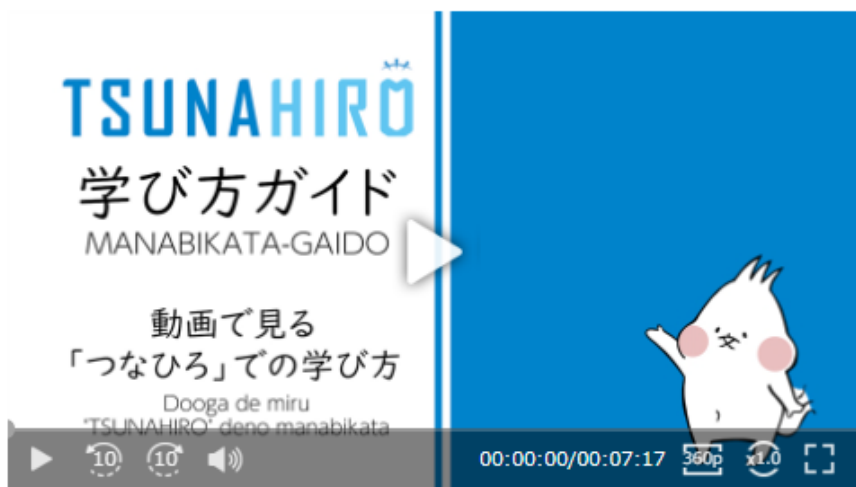 TSUNAHIRO
学び方ガイド
MANABIKATA-GAIDO
動画で見る
「つなひろ」での学び方
Dooga de miru
"TSUNAHIRO" deno manabikata
10 10 00:00:00/00:07:17 360p x1.0